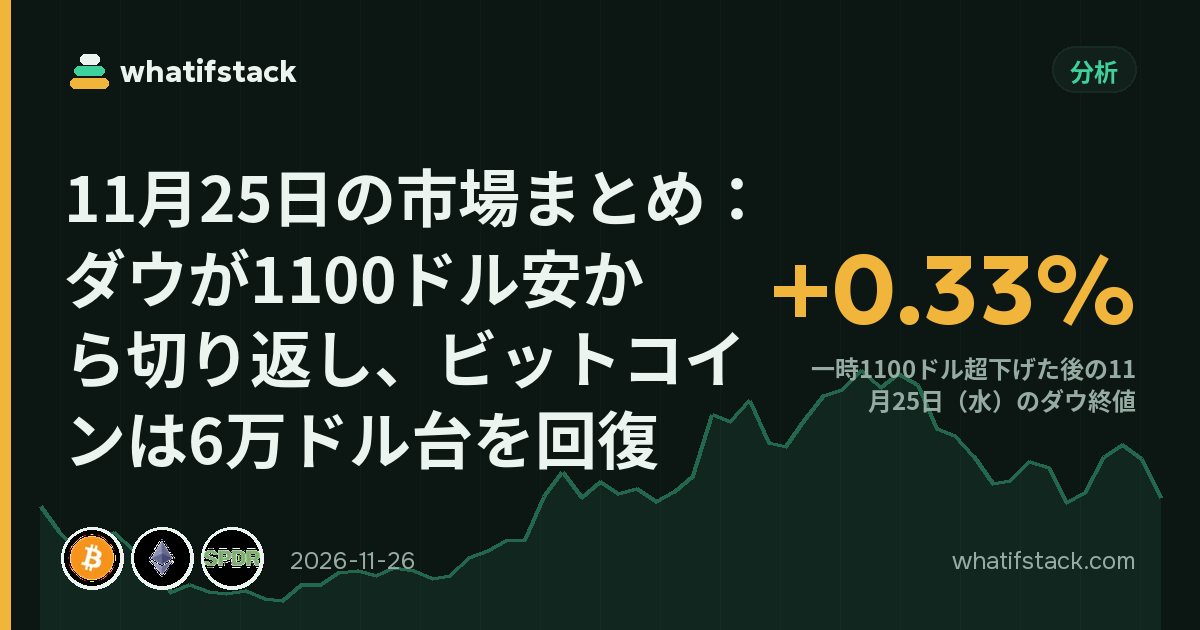 whatifstack
分析
11月25日の市場まとめ：
ダウが1100ドル安か
ら切り返し、ビットコイ
ンは6万ドル台を回復
+0.33%
一時1100ドル超下げた後の11
月25日（水）のダウ終値
SPDR
2026-11-26
whatifstack.com